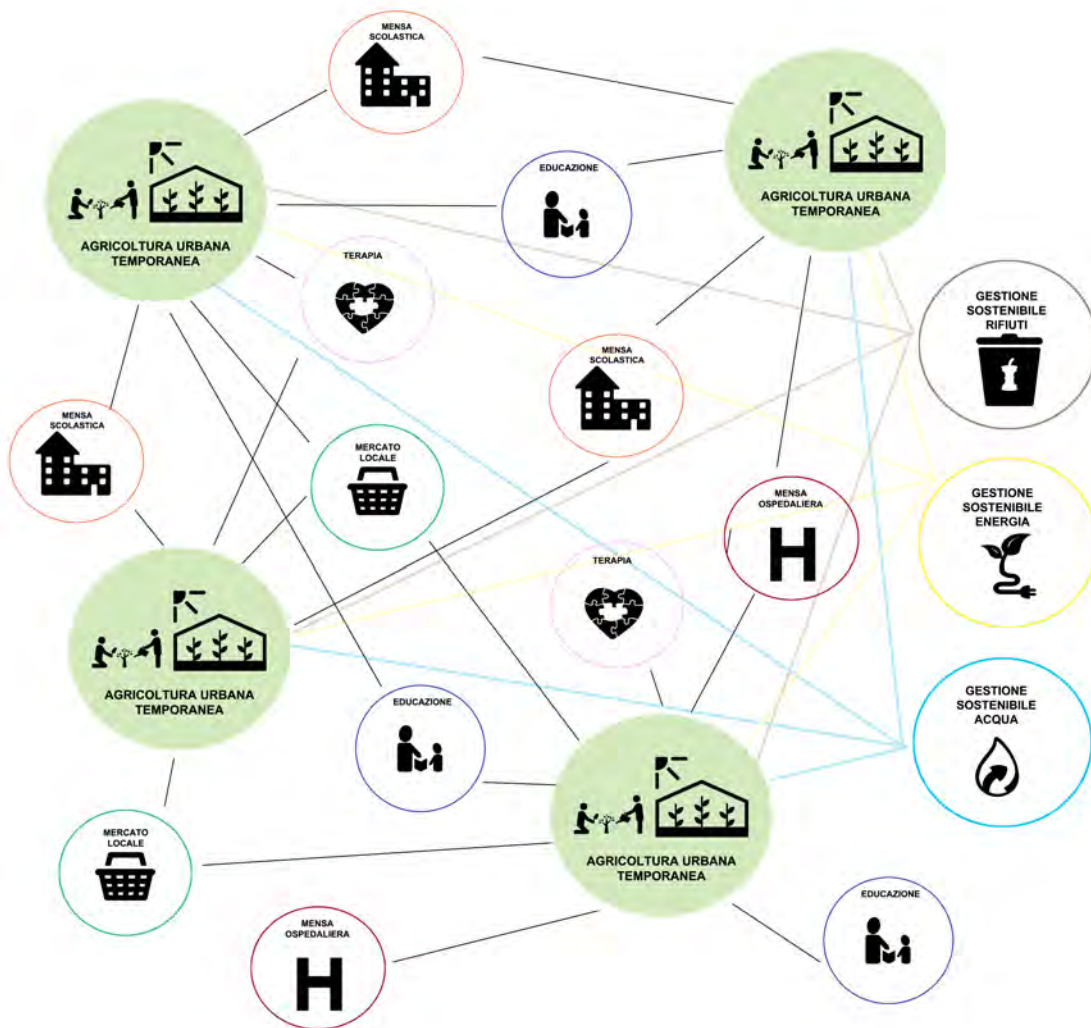 MENSA
SCOLASTICA
AGRICOLTURA URBANA
TEMPORANEA
EDUCAZIONE
AGRICOLTURA URBANA
TEMPORANEA
TERAPIA
GESTIONE
SOSTENIBILE
RIFIUTI
MENSA
SCOLASTICA
MENSA
SCOLASTICA
MERCATO
LOCALE
GESTIONE
SOSTENIBILE
ENERGIA
MENSA
OSPEDALIERA
H
TERAPIA
AGRICOLTURA URBANA
TEMPORANEA
EDUCAZIONE
GESTIONE
SOSTENIBILE
ACQUA
MERCATO
LOCALE
AGRICOLTURA URBANA
TEMPORANEA
EDUCAZIONE
MENSA
OSPEDALIERA
H